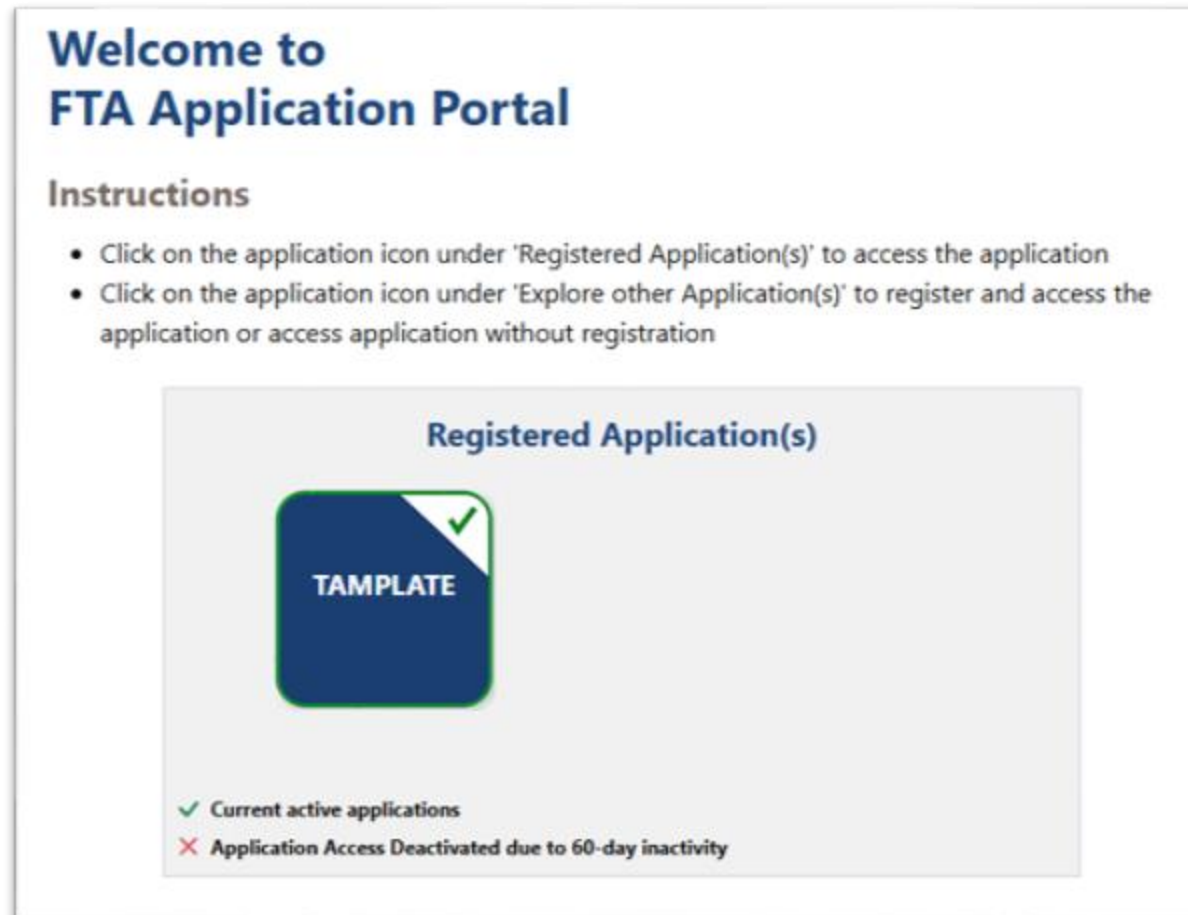 Welcome to
FTA Application Portal
Instructions
• Click on the application icon under 'Registered Application(s)' to access the application
• Click on the application icon under 'Explore other Application(s)' to register and access the
application or access application without registration
Registered Application(s)
TAMPLATE
Current active applications
Application Access Deactivated due to 60-day inactivity